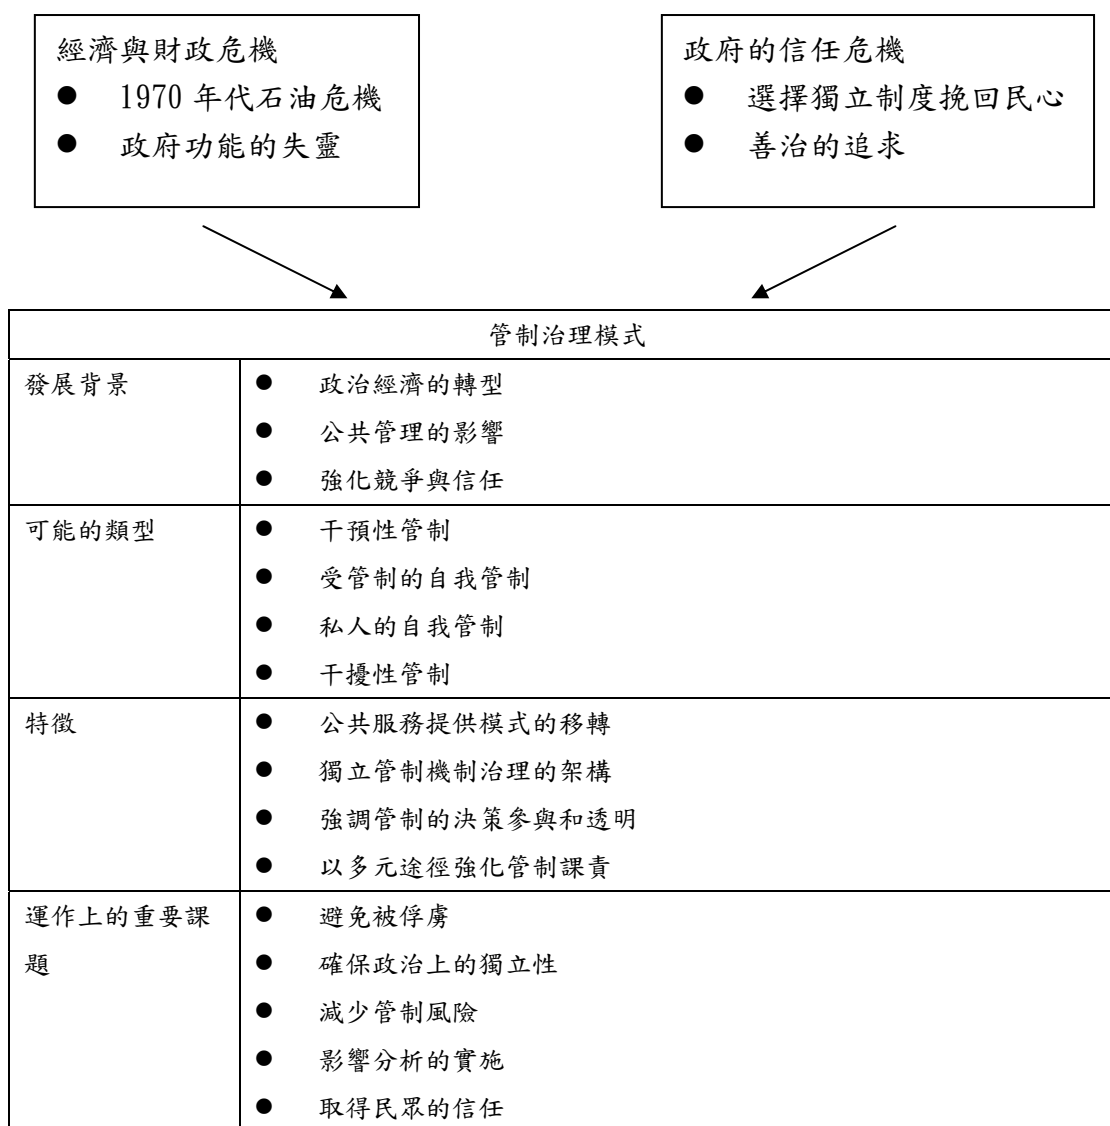 經濟與財政危機
● 1970 年代石油危機
● 政府功能的失靈
政府的信任危機
● 選擇獨立制度挽回民心
● 善治的追求
管制治理模式
發展背景
● 政治經濟的轉型
● 公共管理的影響
● 強化競爭與信任
可能的類型
● 干預性管制
● 受管制的自我管制
● 私人的自我管制
● 干擾性管制
特徵
● 公共服務提供模式的移轉
● 獨立管制機制治理的架構
● 強調管制的決策參與和透明
● 以多元途徑強化管制課責
運作上的重要課
題
● 避免被俘虜
● 確保政治上的獨立性
● 減少管制風險
● 影響分析的實施
● 取得民眾的信任